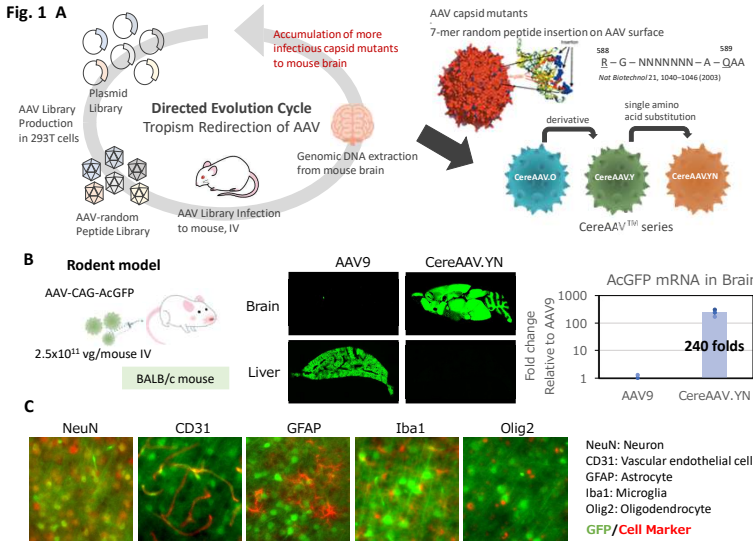 Fig. 1 A
Accumulation of more
infectious capsid mutants
to mouse brain
Plasmid
Library
AAV Library
Production
in 293T cells
Directed Evolution Cycle
Tropism Redirection of AAV
Genomic DNA extraction
from mouse brain
AAV-random
Peptide Library
AAV Library Infection
to mouse, IV
AAV capsid mutants
7-mer random peptide insertion on AAV surface
Insertion
588 589
R – G – NNNNNNN – A – QAA
Nat Biotechnol 21, 1040–1046 (2003)
derivative
single amino
acid substitution
CereAAV.O
CereAAV.Y
CereAAV.YN
CereAAV™ series
B
Rodent model
AAV-CAG-AcGFP
2.5x10¹¹ vg/mouse IV
BALB/c mouse
AAV9 CereAAV.YN
Brain
Liver
AcGFP mRNA in Brain
Fold change
Relative to AAV9
1000
100
10
1
240 folds
AAV9 CereAAV.YN
C
NeuN CD31 GFAP Iba1 Olig2
NeuN: Neuron
CD31: Vascular endothelial cell
GFAP: Astrocyte
Iba1: Microglia
Olig2: Oligodendrocyte
GFP/Cell Marker